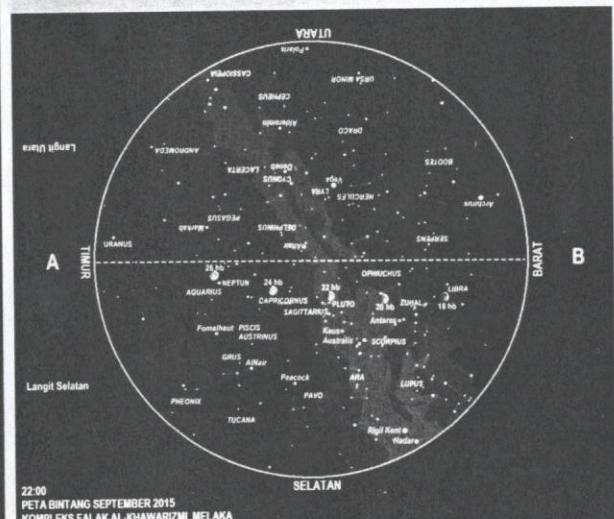 UTARA
Polaris
CASSIOPEIA
URSA MINOR
CEPHEUS
Alderamin
DRACO
Langit Utara
ANDROMEDA
LACERTA
Deneb
CYGNUS
BOOTES
Vega
LYRA
HERCULES
Arcturus
PEGASUS
Markab
DELPHINUS
SERPENS
URANUS
Altair
A
TIMUR
BARAT
B
OPHIUCHUS
26 hb
NEPTUN
24 hb
22 hb
20 hb
LIBRA
18 hb
AQUARIUS
CAPRICORNUS
PLUTO
ZUHAL
SAGITTARIUS
Antares
Fomalhaut
PISCIS
AUSTRINUS
Kaus
Australis
SCORPIUS
GRUS
AlNair
Peacock
ARA
LUPUS
Langit Selatan
PHEONIX
PAVO
TUCANA
Rigil Kent
Hadar
SELATAN
22:00
PETA BINTANG SEPTEMBER 2015
KOMPLEKS FALAK AL-KHAWARIZMI, MELAKA